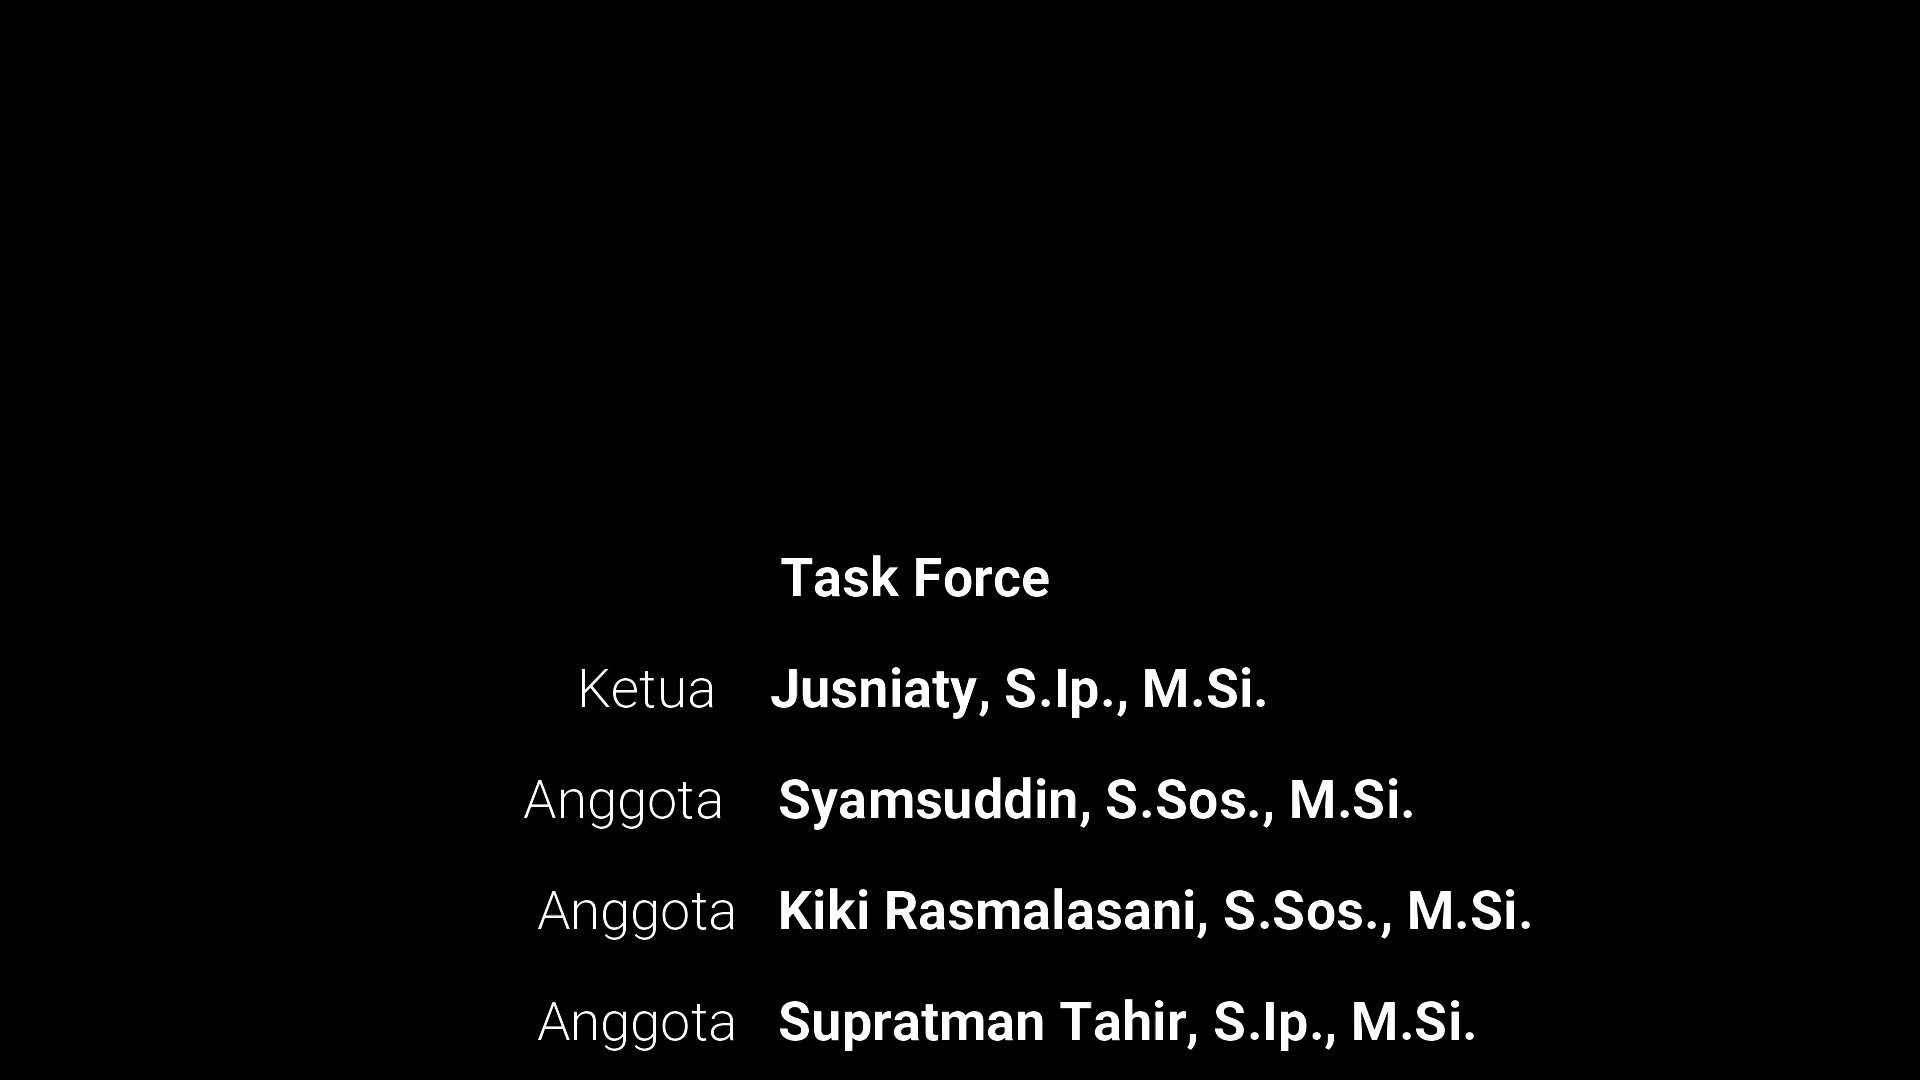 Task Force
Ketua Jusniaty, S.Ip., M.Si.
Anggota Syamsuddin, S.Sos., M.Si.
Anggota Kiki Rasmalasani, S.Sos., M.Si.
Anggota Supratman Tahir, S.Ip., M.Si.